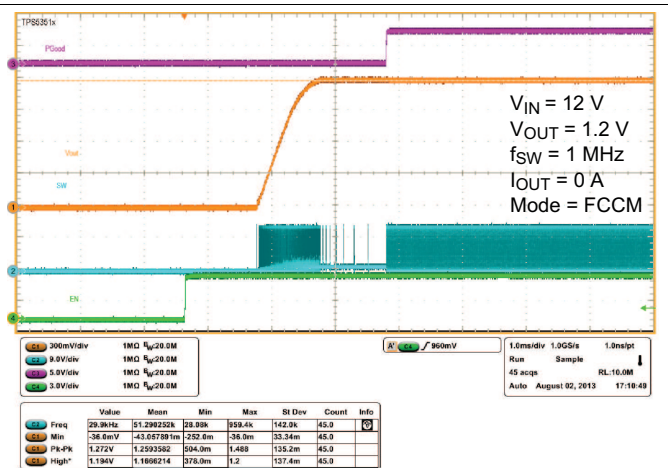 TPS5351x
PGood
3
Vout
SW
1
2
EN
4
VIN = 12 V
VOUT = 1.2 V
fSW = 1 MHz
IOUT = 0 A
Mode = FCCM
C1 300mV/div 1MΩ BW:20.0M
C2 9.0V/div 1MΩ BW:20.0M
C3 5.0V/div 1MΩ BW:20.0M
C4 3.0V/div 1MΩ BW:20.0M
A' C4 960mV
1.0ms/div 1.0GS/s 1.0ns/pt
Run Sample
45 acqs RL:10.0M
Auto August 02, 2013 17:10:49
Value Mean Min Max St Dev Count Info
C2 Freq 29.9kHz 51.290252k 28.08k 959.4k 142.0k 45.0
C1 Min -36.0mV -43.057891m -252.0m -36.0m 33.34m 45.0
C1 Pk-Pk 1.272V 1.2593582 504.0m 1.488 135.2m 45.0
C1 High* 1.194V 1.1666214 378.0m 1.2 137.4m 45.0